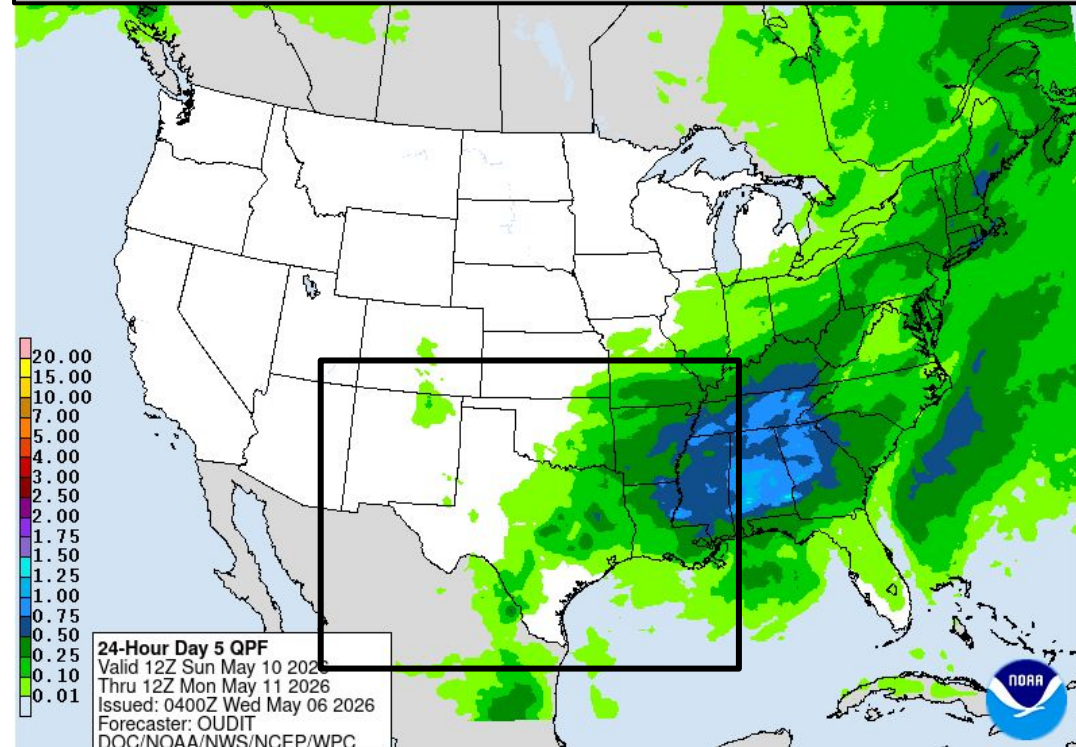 20.00
15.00
10.00
7.00
5.00
4.00
3.00
2.50
2.00
1.75
1.50
1.25
1.00
0.75
0.50
0.25
0.10
0.01
24-Hour Day 5 QPF
Valid 12Z Sun May 10 2026
Thru 12Z Mon May 11 2026
Issued: 0400Z Wed May 06 2026
Forecaster: OUDIT
DOC/NOAA/NWS/NCEP/WPC
NOAA